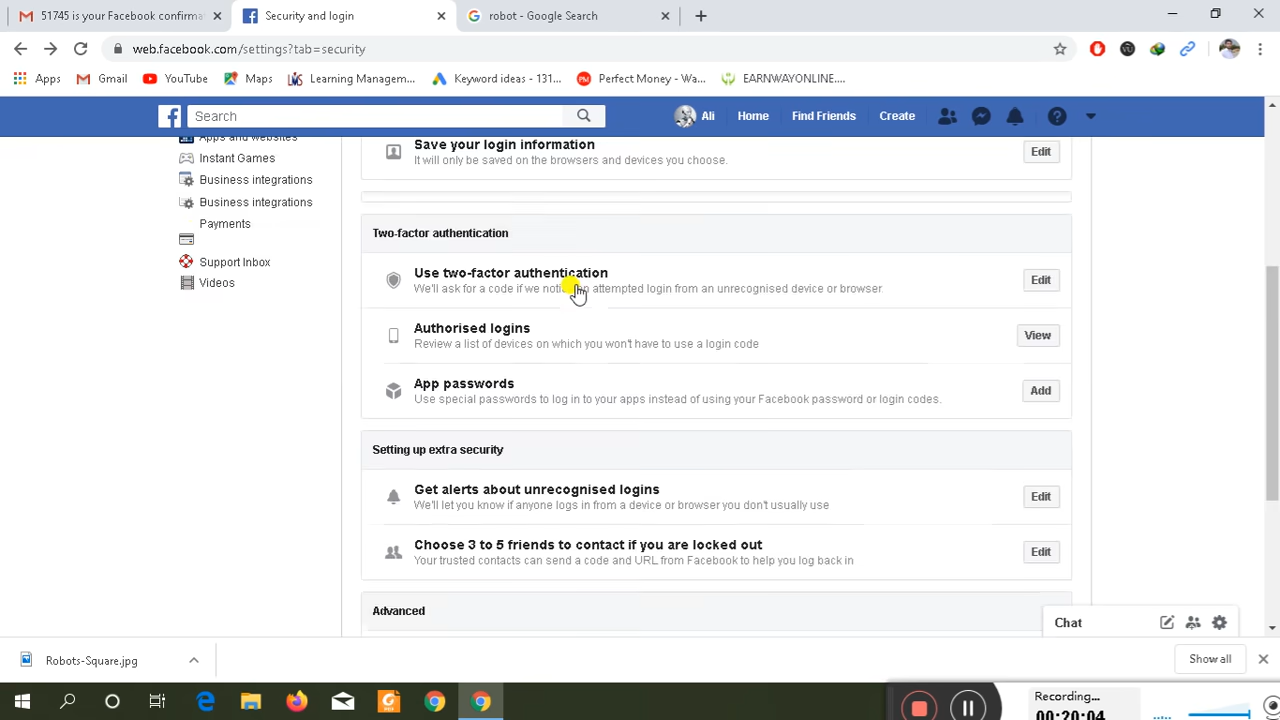 51745 is your Facebook confirma
Security and login
robot - Google Search
web.facebook.com/settings?tab=security
Apps
Gmail
YouTube
Maps
Learning Managem...
Keyword ideas - 131...
Perfect Money - Wa...
EARNWAYONLINE....
Search
Ali
Home
Find Friends
Create
Apps and websites
Instant Games
Business integrations
Business integrations
Payments
Support Inbox
Videos
Save your login information
It will only be saved on the browsers and devices you choose.
Edit
Two-factor authentication
Use two-factor authentication
We'll ask for a code if we notice an attempted login from an unrecognised device or browser.
Edit
Authorised logins
Review a list of devices on which you won't have to use a login code
View
App passwords
Use special passwords to log in to your apps instead of using your Facebook password or login codes.
Add
Setting up extra security
Get alerts about unrecognised logins
We'll let you know if anyone logs in from a device or browser you don't usually use
Edit
Choose 3 to 5 friends to contact if you are locked out
Your trusted contacts can send a code and URL from Facebook to help you log back in
Edit
Advanced
Chat
Robots-Square.jpg
Show all
Recording...
00:20:04